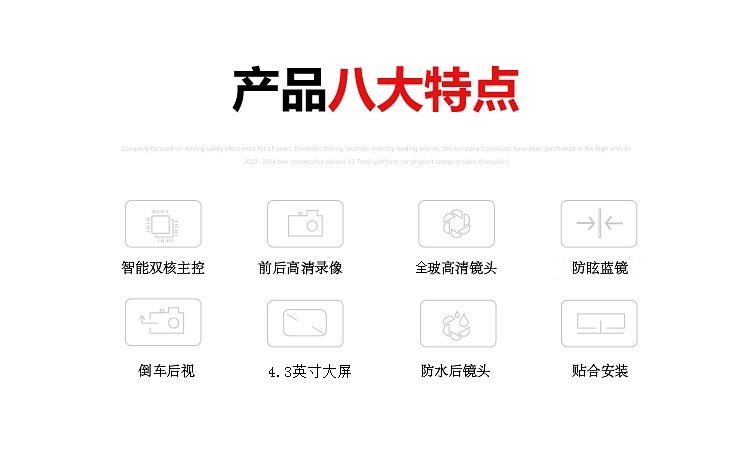 产品八大特点
Company focused on driving safety electronics for 15 years. Domestic driving recorder industry leading brands, the company's products have been positioned in the high-end. In
2013 -2014 two consecutive double 11 Tmall platform car product category sales champion!
智能双核主控
前后高清录像
全玻高清镜头
防眩蓝镜
倒车后视
4.3英寸大屏
防水后镜头
贴合安装